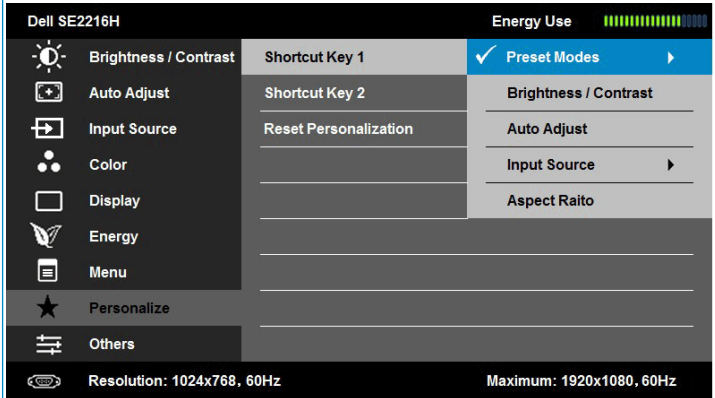 Dell SE2216H Energy Use
Brightness / Contrast Shortcut Key 1 Preset Modes
Auto Adjust Shortcut Key 2 Brightness / Contrast
Input Source Reset Personalization Auto Adjust
Color Input Source
Display Aspect Raito
Energy
Menu
Personalize
Others
Resolution: 1024x768, 60Hz Maximum: 1920x1080, 60Hz